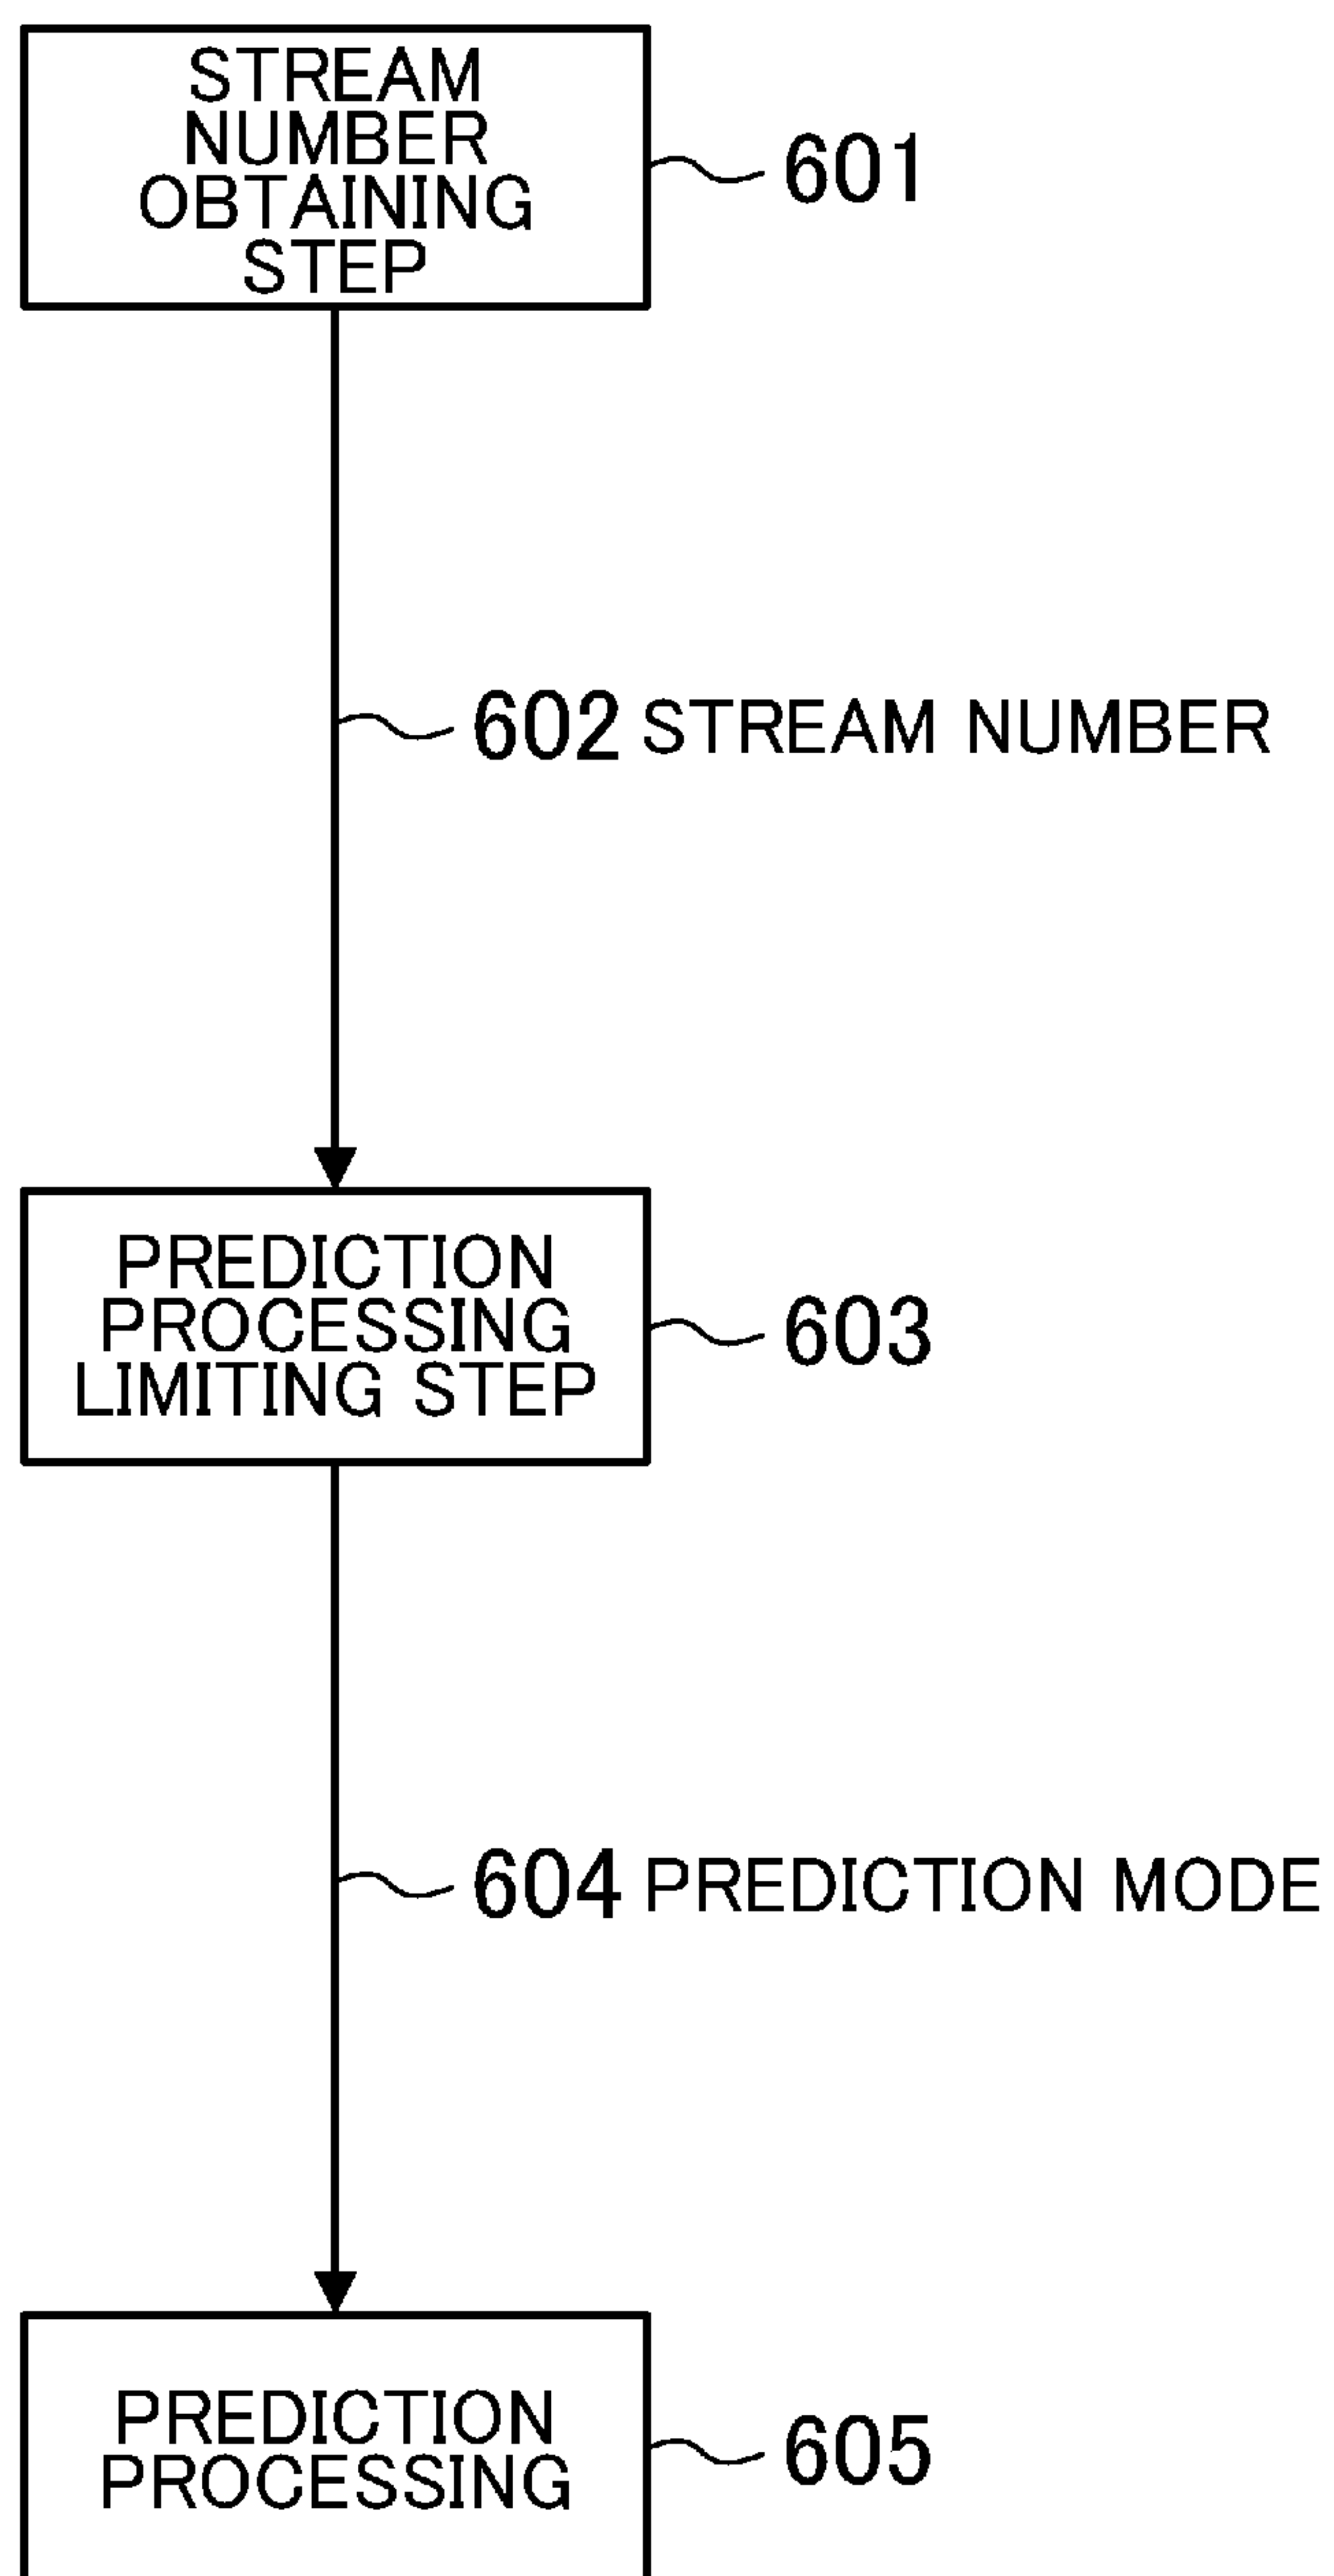 STREAM
NUMBER
OBTAINING
STEP
601
602 STREAM NUMBER
PREDICTION
PROCESSING
LIMITING STEP
603
604 PREDICTION MODE
PREDICTION
PROCESSING
605